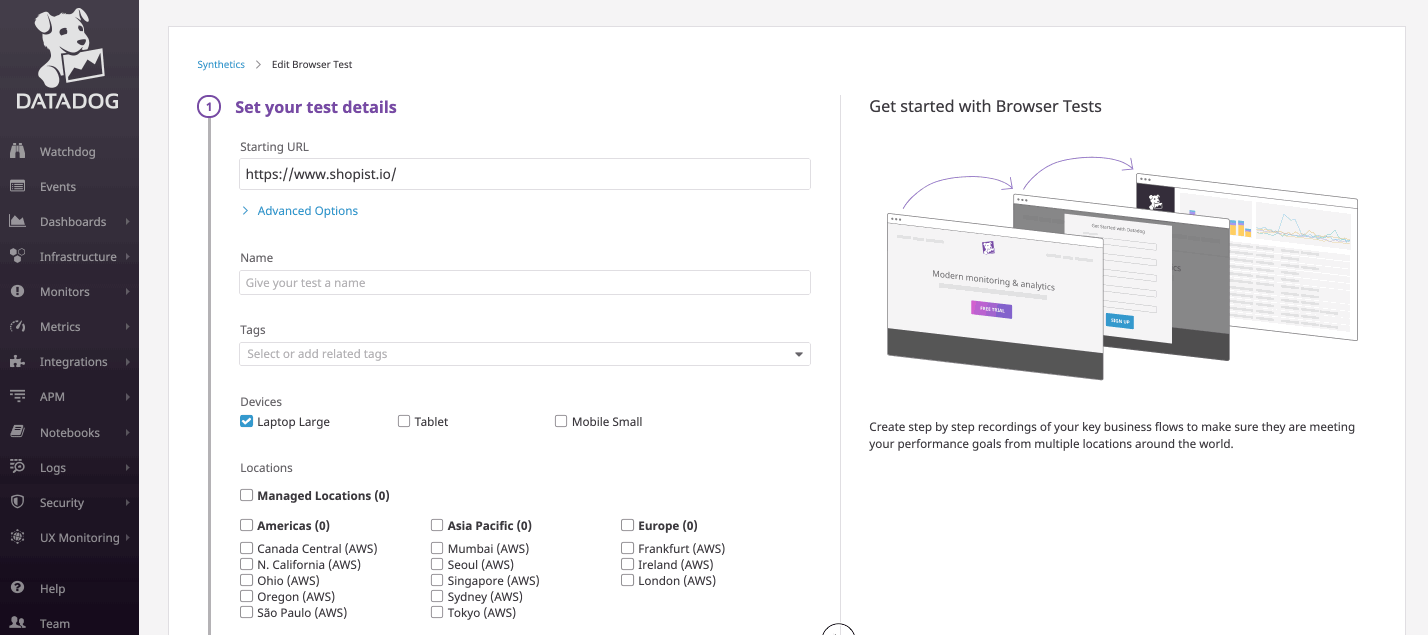 DATADOG
Watchdog
Events
Dashboards
Infrastructure
Monitors
Metrics
Integrations
APM
Notebooks
Logs
Security
UX Monitoring
Help
Team
Synthetics > Edit Browser Test
1 Set your test details
Starting URL
https://www.shopist.io/
> Advanced Options
Name
Give your test a name
Tags
Select or add related tags
Devices
Laptop Large Tablet Mobile Small
Locations
Managed Locations (0)
Americas (0) Asia Pacific (0) Europe (0)
Canada Central (AWS) Mumbai (AWS) Frankfurt (AWS)
N. California (AWS) Seoul (AWS) Ireland (AWS)
Ohio (AWS) Singapore (AWS) London (AWS)
Oregon (AWS) Sydney (AWS)
São Paulo (AWS) Tokyo (AWS)
Get started with Browser Tests
Get Started with Datadog
Modern monitoring & analytics
FREE TRIAL
SIGN UP
Create step by step recordings of your key business flows to make sure they are meeting
your performance goals from multiple locations around the world.